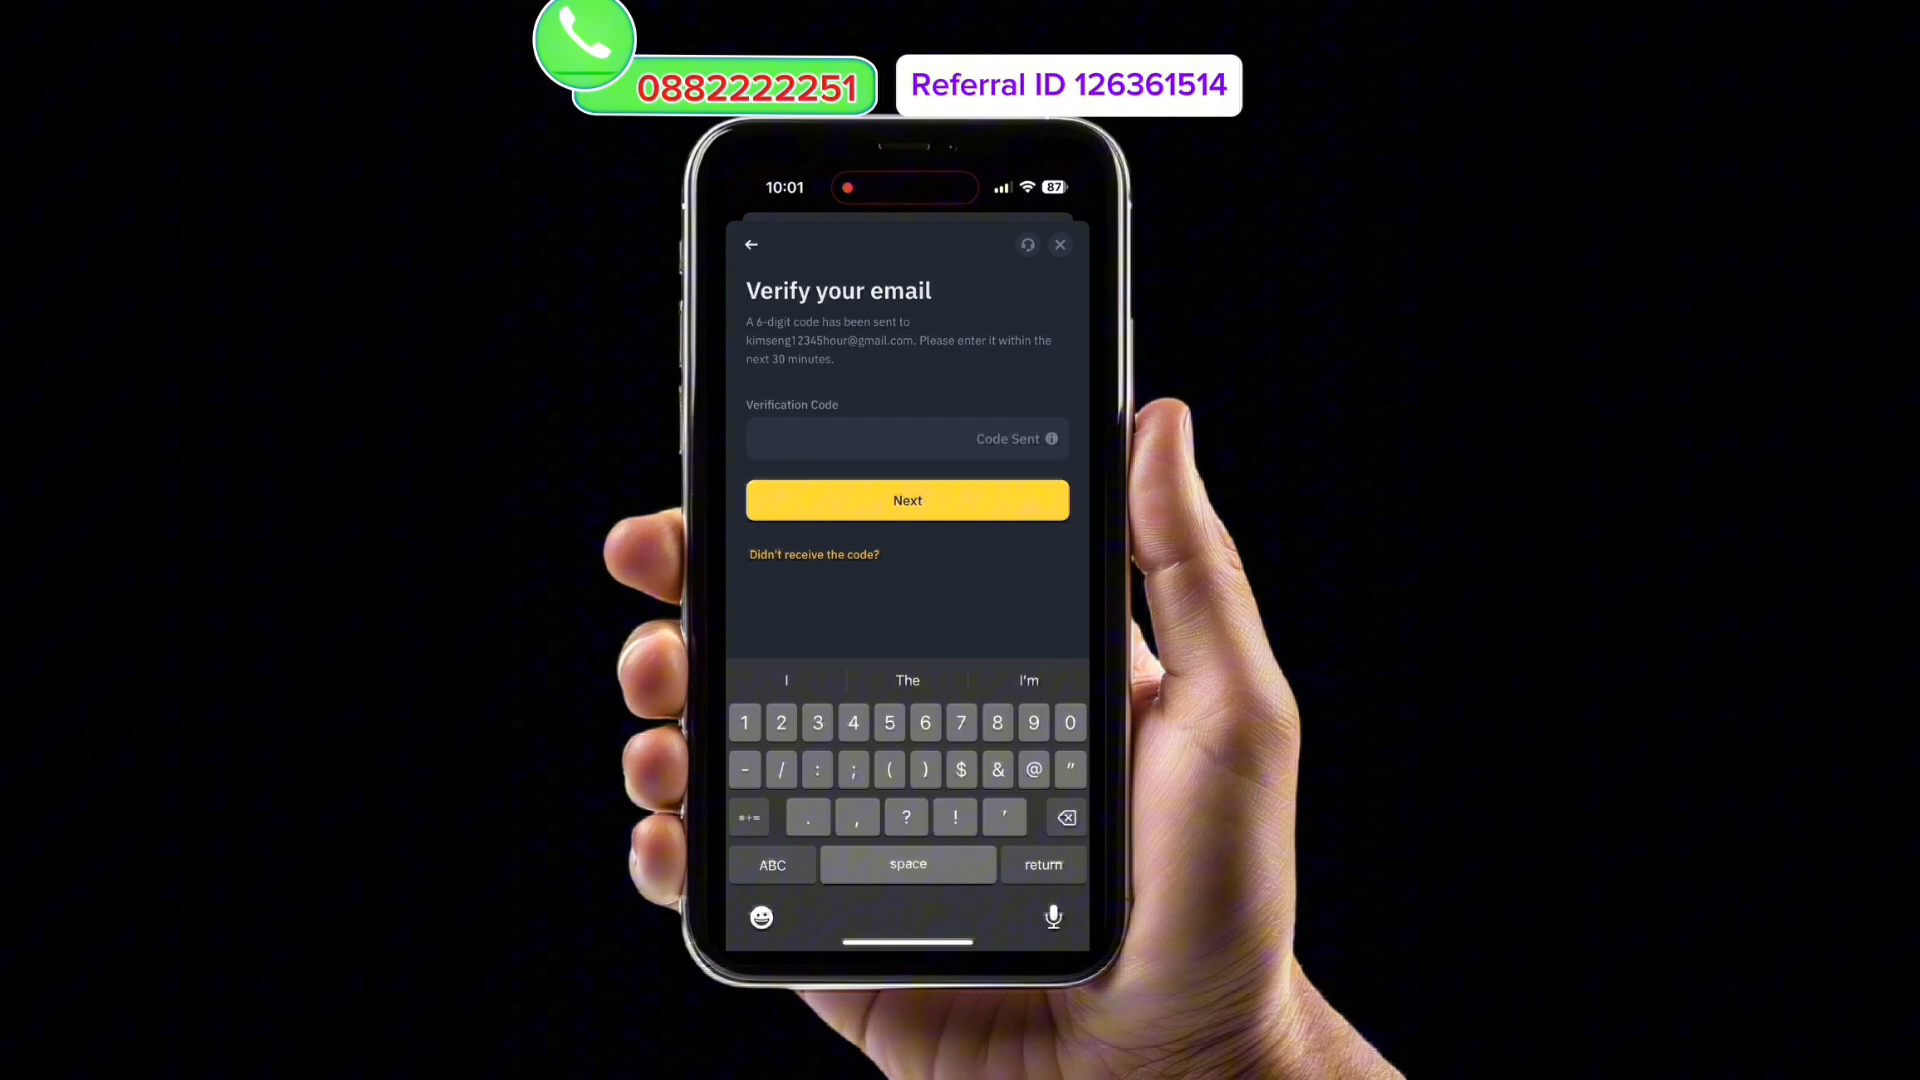 0882222251
Referral ID 126361514
10:01
87
Verify your email
A 6-digit code has been sent to
kimseng12345hour@gmail.com. Please enter it within the
next 30 minutes.
Verification Code
Code Sent
Next
Didn't receive the code?
I The I'm
1 2 3 4 5 6 7 8 9 0
- / : ; ( ) $ & @ "
#+= . , ? ! '
ABC space return